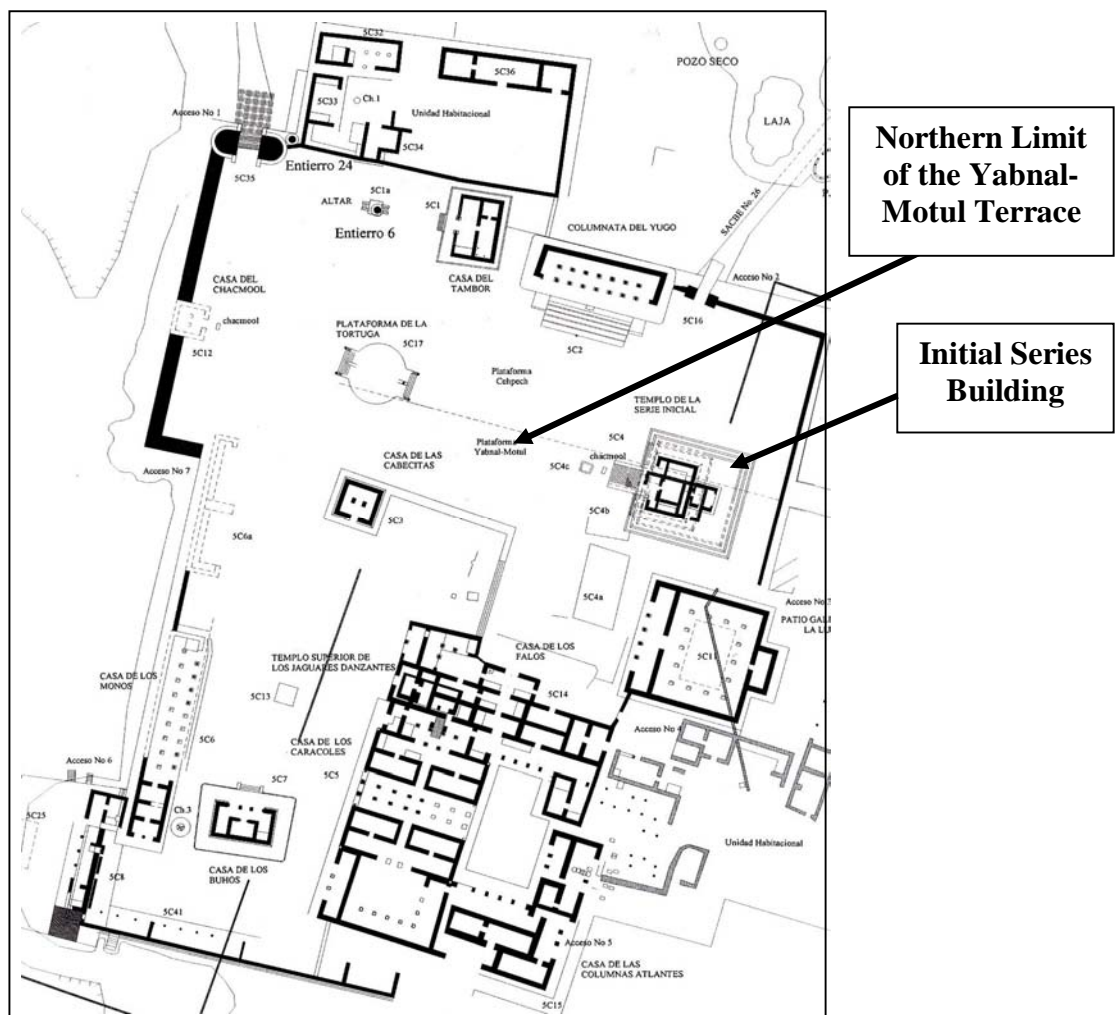 5C32
POZO SECO
5C36
5C33
Ch.1
Acceso No 1
Unidad Habitacional
LAJA
5C34
Entierro 24
5C35
5C1a
ALTAR
5C1
SACBE No. 26
Entierro 6
COLUMNATA DEL YUGO
CASA DEL
CHACMOOL
CASA DEL
TAMBOR
Acceso No 2
chacmool
5C16
PLATAFORMA DE LA
TORTUGA
5C17
5C12
5C2
Plataforma
Cehpech
TEMPLO DE LA
SERIE INICIAL
Plataforma
Yabnal-Motul
5C4
chacmool
CASA DE LAS
CABECITAS
5C4c
Acceso No 7
5C4b
5C3
5C6a
5C4a
Acceso No
PATIO
5C11
CASA DE LOS
FALOS
TEMPLO SUPERIOR DE
LOS JAGUARES DANZANTES
5C14
CASA DE LOS
MONOS
5C13
Acceso No 4
5C6
CASA DE LOS
CARACOLES
Acceso No 6
5C7
5C5
Ch.3
5C25
Unidad Habitacional
CASA DE LOS
BUHOS
5C8
5C41
Acceso No 5
CASA DE LAS
COLUMNAS ATLANTES
5C15
Northern Limit
of the Yabnal-
Motul Terrace
Initial Series
Building